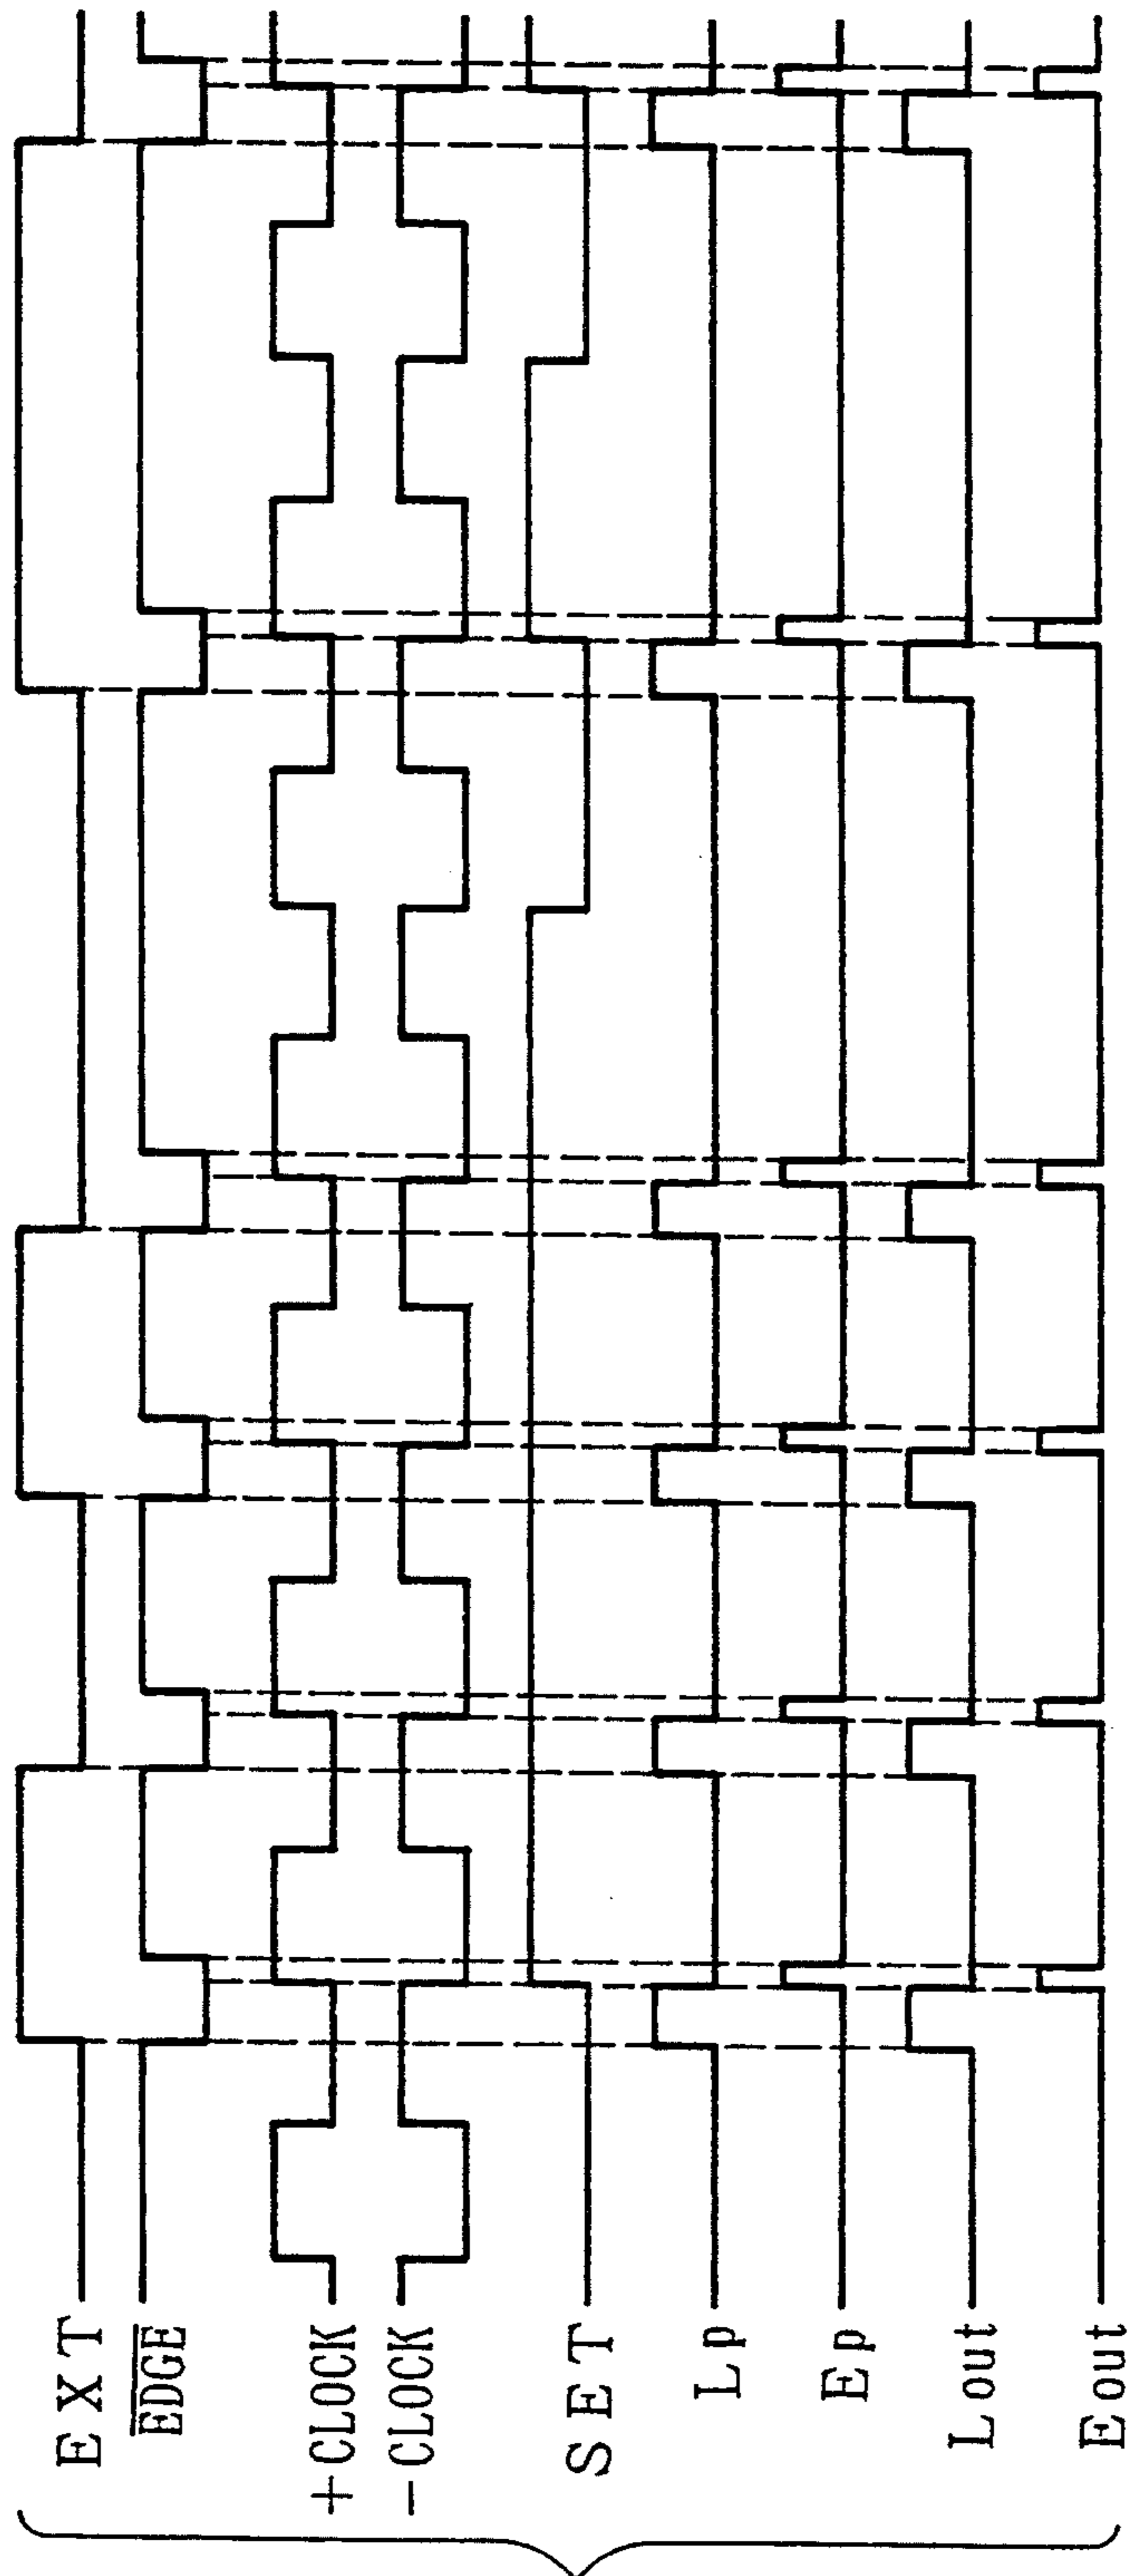 EXT
EDGE
+CLOCK
-CLOCK
SET
Lp
Ep
Lout
Eout